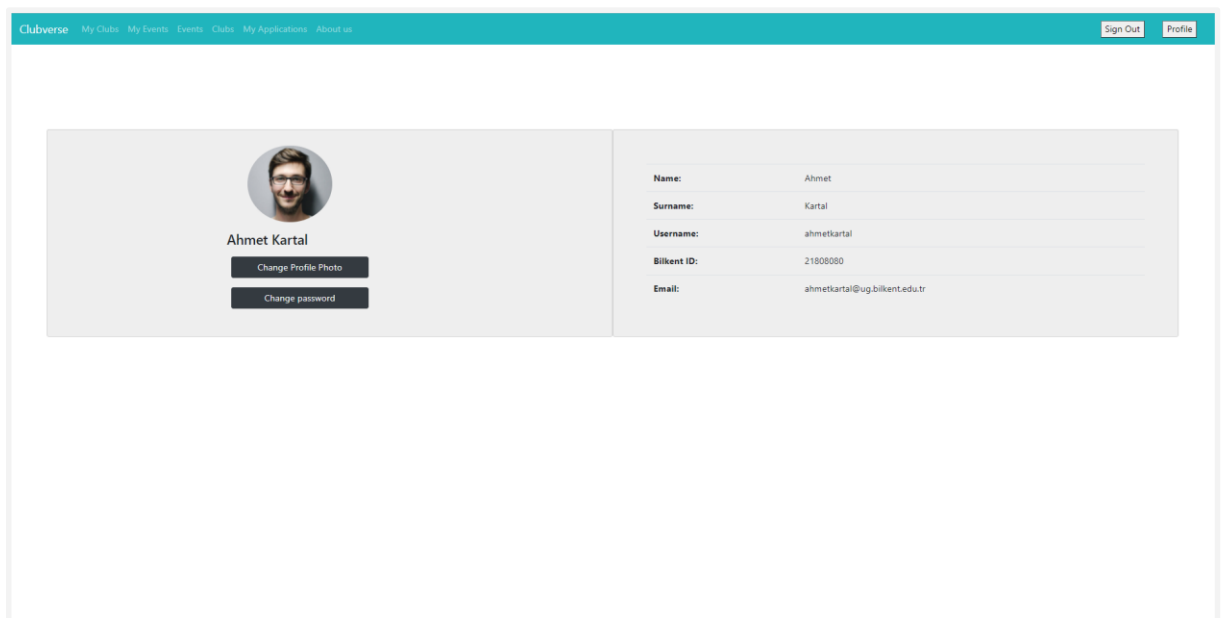 Clubverse My Clubs My Events Events Clubs My Applications About us Sign Out Profile
Ahmet Kartal
Change Profile Photo
Change password
Name: Ahmet
Surname: Kartal
Username: ahmetkartal
Bilkent ID: 21808080
Email: ahmetkartal@ug.bilkent.edu.tr